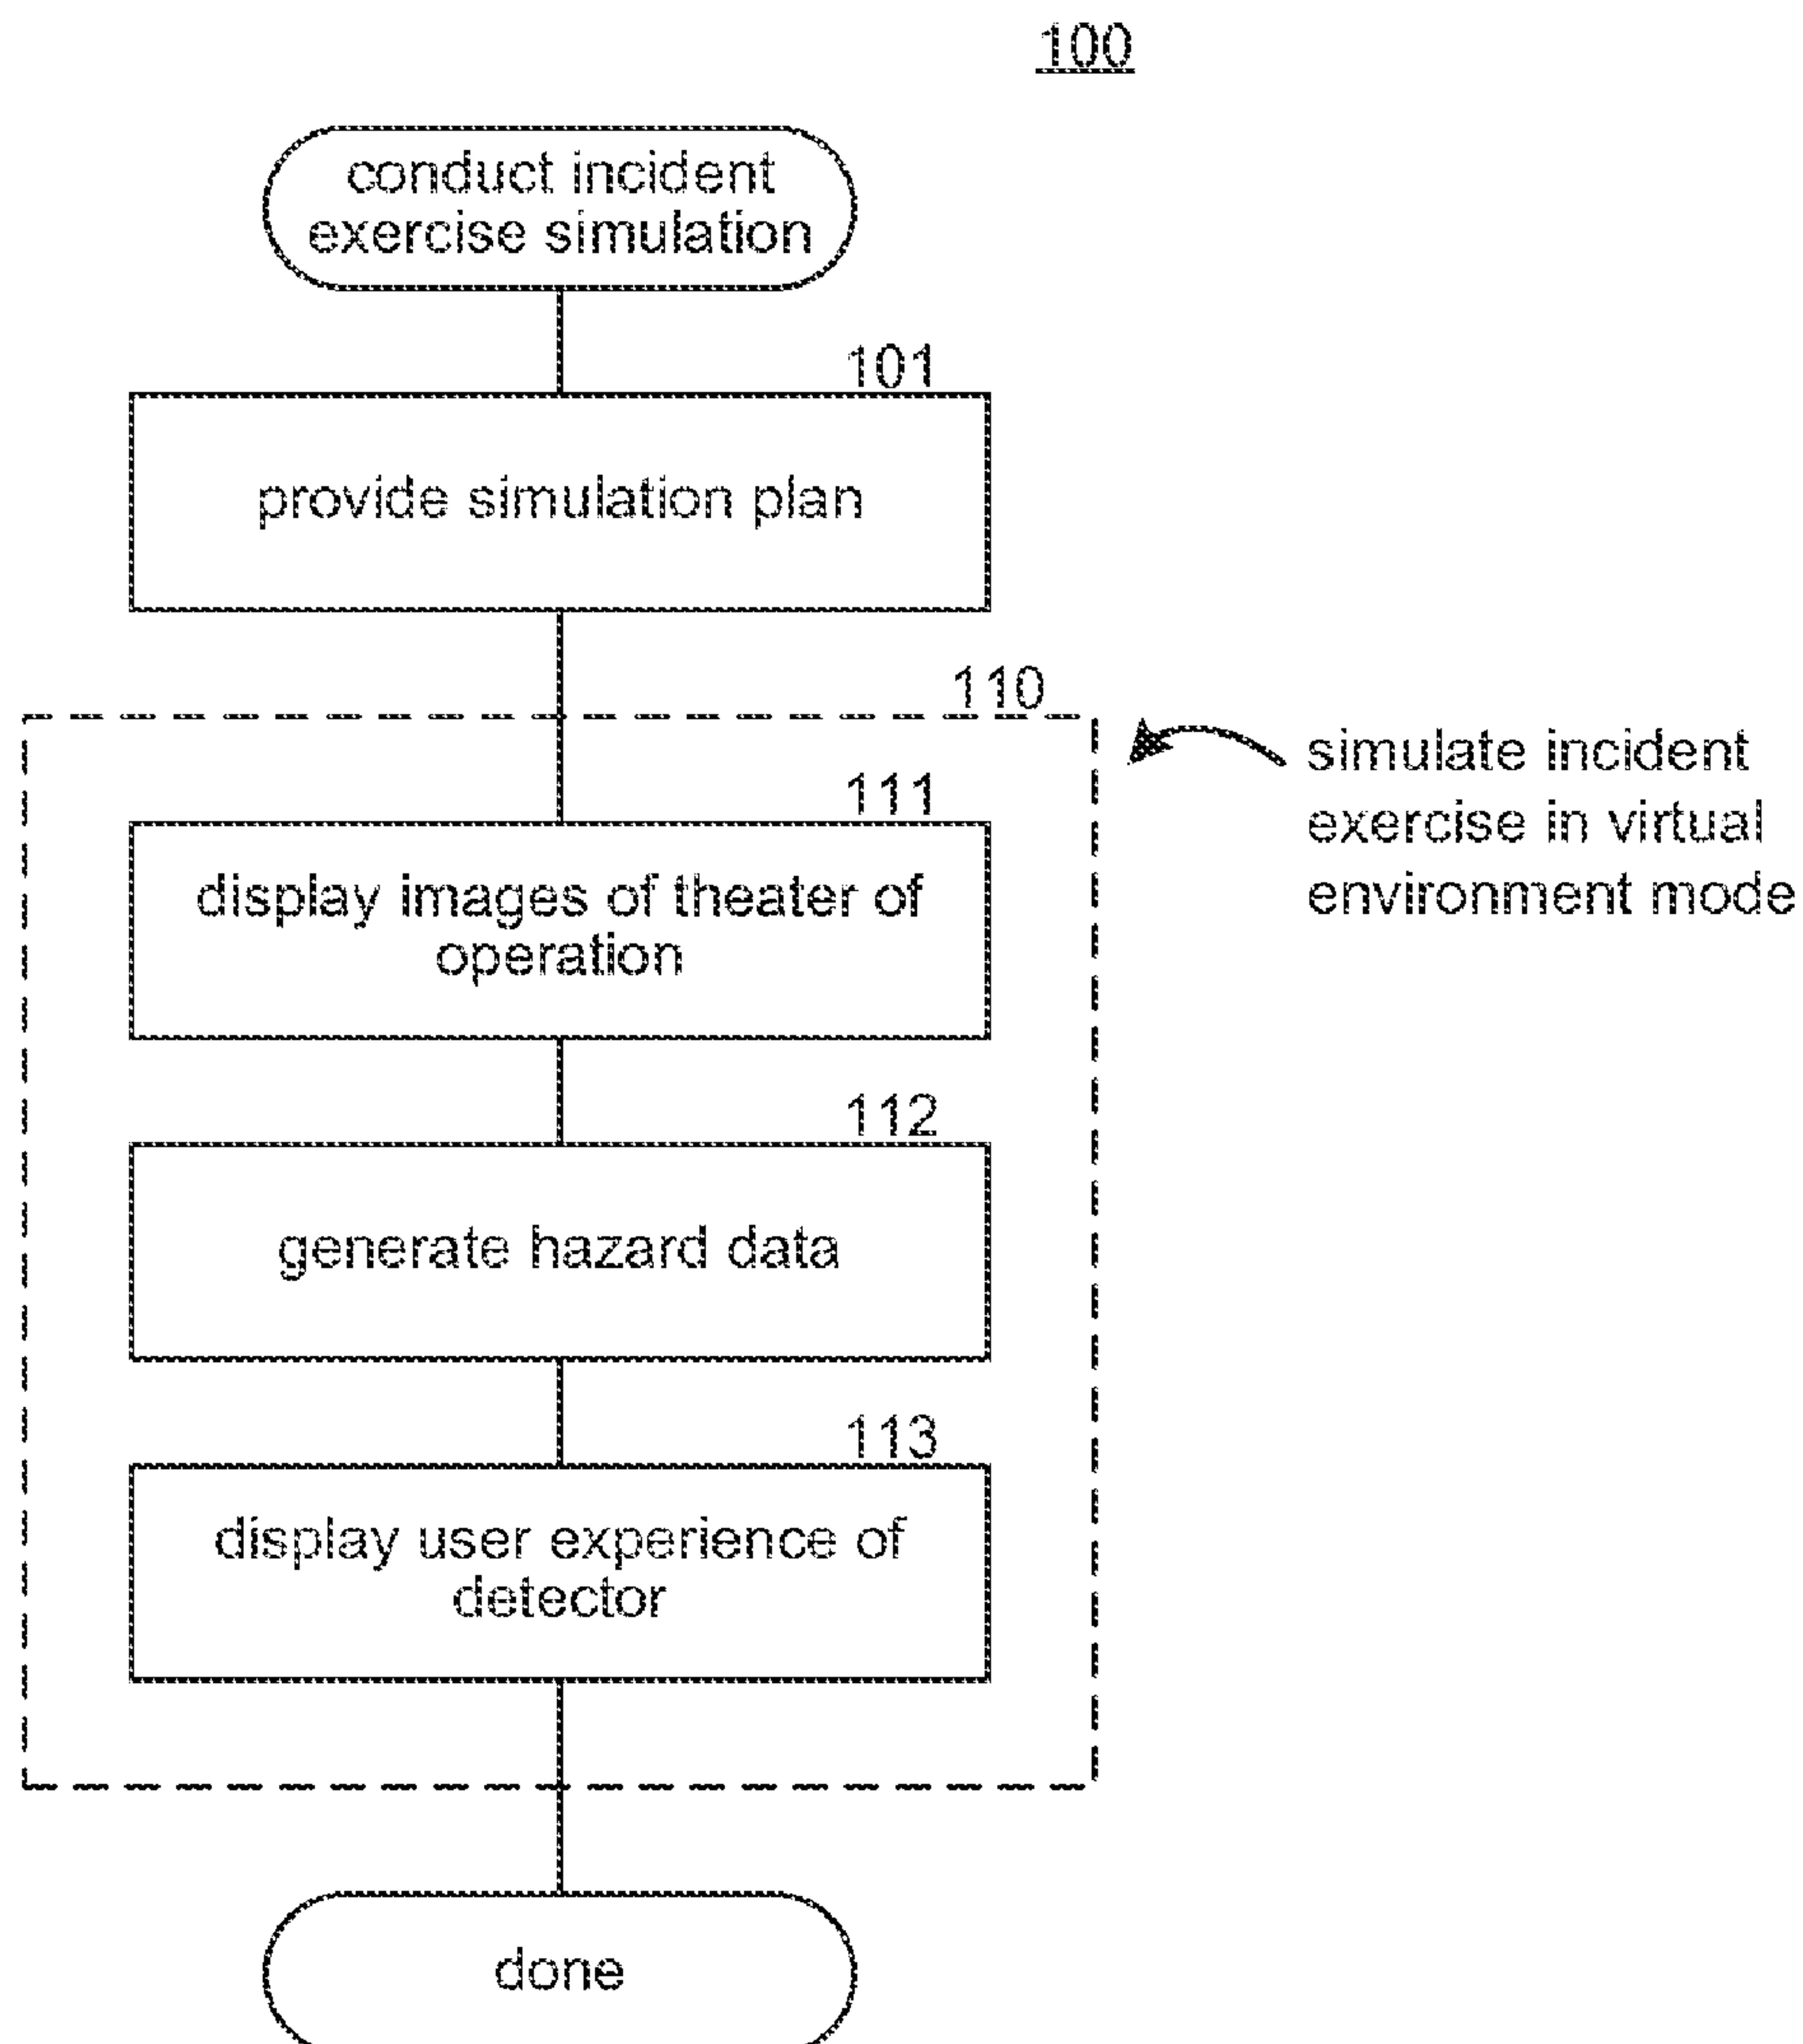 100
conduct incident
exercise simulation
101
provide simulation plan
110
simulate incident
exercise in virtual
environment mode
111
display images of theater of
operation
112
generate hazard data
113
display user experience of
detector
done